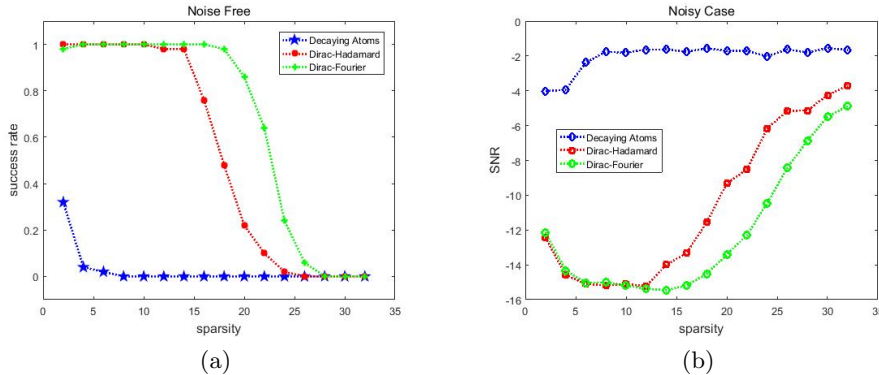 Noise Free
1
0.8
0.6
0.4
0.2
0
success rate
Decaying Atoms
Dirac-Hadamard
Dirac-Fourier
0 5 10 15 20 25 30 35
sparsity
(a)
Noisy Case
-0
-2
-4
-6
-8
-10
-12
-14
-16
SNR
Decaying Atoms
Dirac-Hadamard
Dirac-Fourier
0 5 10 15 20 25 30 35
sparsity
(b)